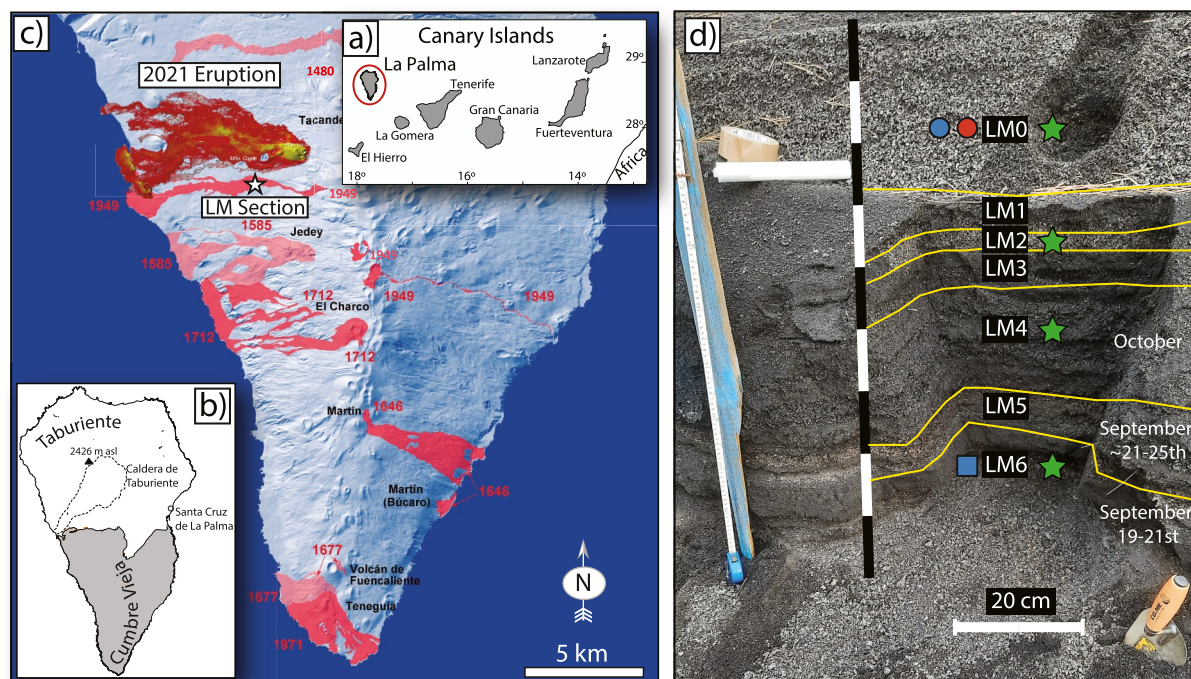 c)
2021 Eruption
1480
Tacande
Mña. Cogote
1949
1949
LM Section
1585
Jedey
1585
1949
1949
1949
1712
El Charco
1712
1712
Martín
1646
Martín
(Búcaro)
1646
1677
Volcán de
Fuencaliente
1677
Teneguía
1971
N
5 km
a)
Canary Islands
La Palma
Lanzarote
29º
Tenerife
Gran Canaria
La Gomera
Fuerteventura
28º
El Hierro
Africa
18º
16º
14º
b)
Taburiente
2426 m asl
Caldera de
Taburiente
Santa Cruz
de La Palma
Cumbre Vieja
d)
LM0
LM1
LM2
LM3
LM4
October
LM5
September
~21-25th
LM6
September
19-21st
20 cm